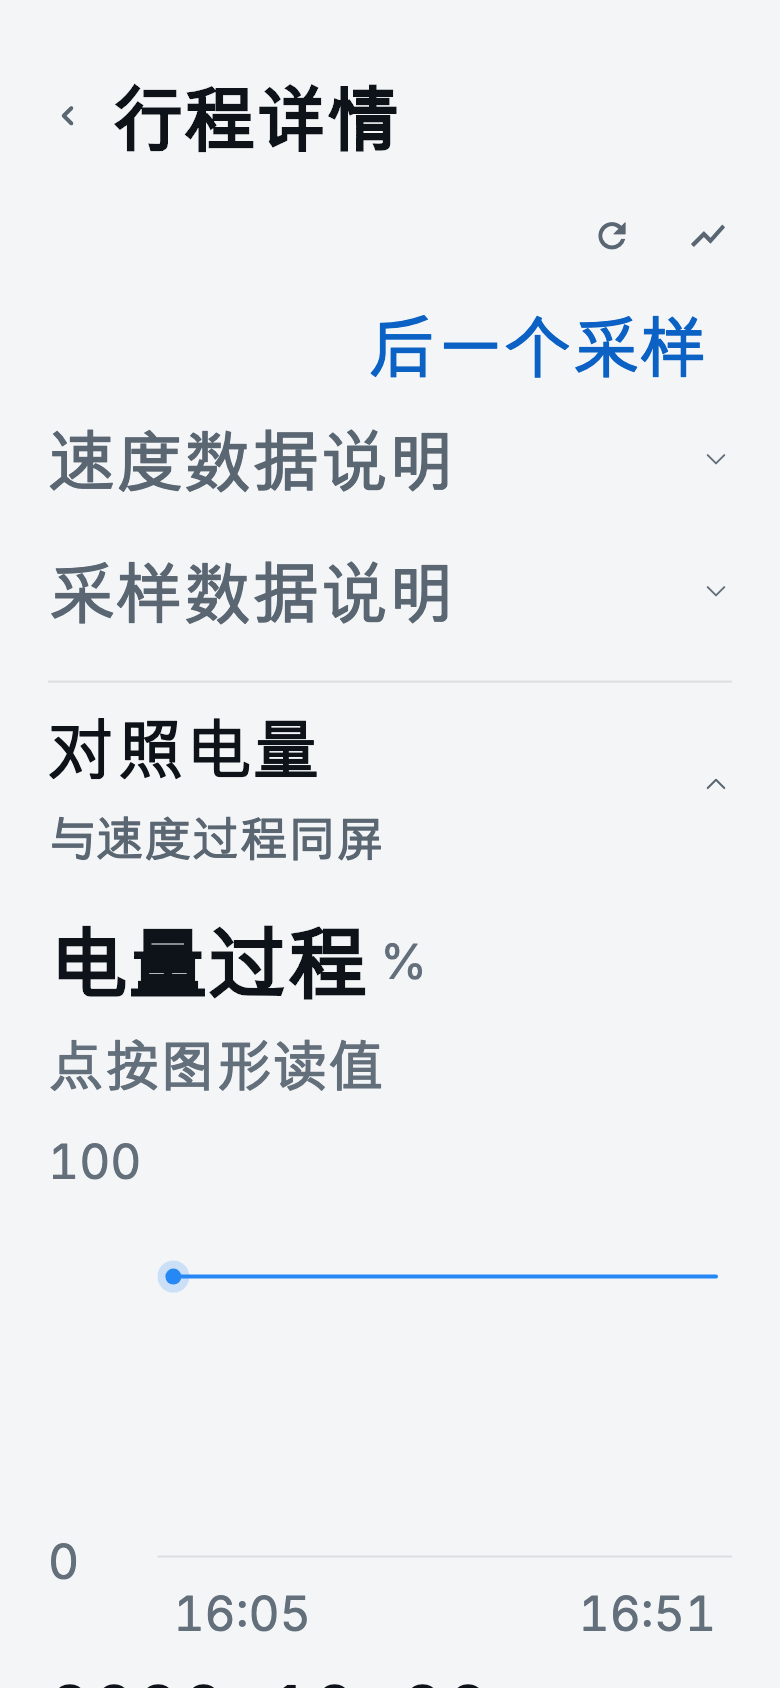 行程详情
后一个采样
速度数据说明
采样数据说明
对照电量
与速度过程同屏
电量过程 %
点按图形读值
100
0
16:05 16:51